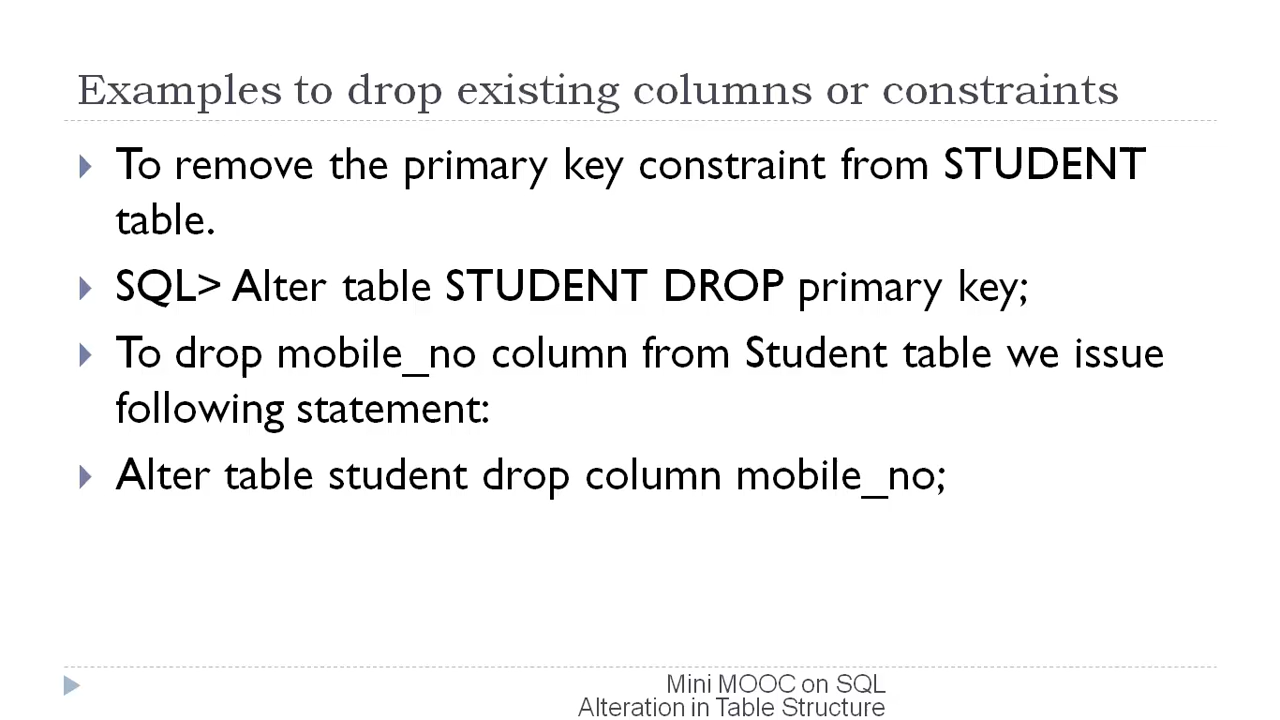 Examples to drop existing columns or constraints
To remove the primary key constraint from STUDENT
table.
SQL> Alter table STUDENT DROP primary key;
To drop mobile_no column from Student table we issue
following statement:
Alter table student drop column mobile_no;
Mini MOOC on SQL
Alteration in Table Structure